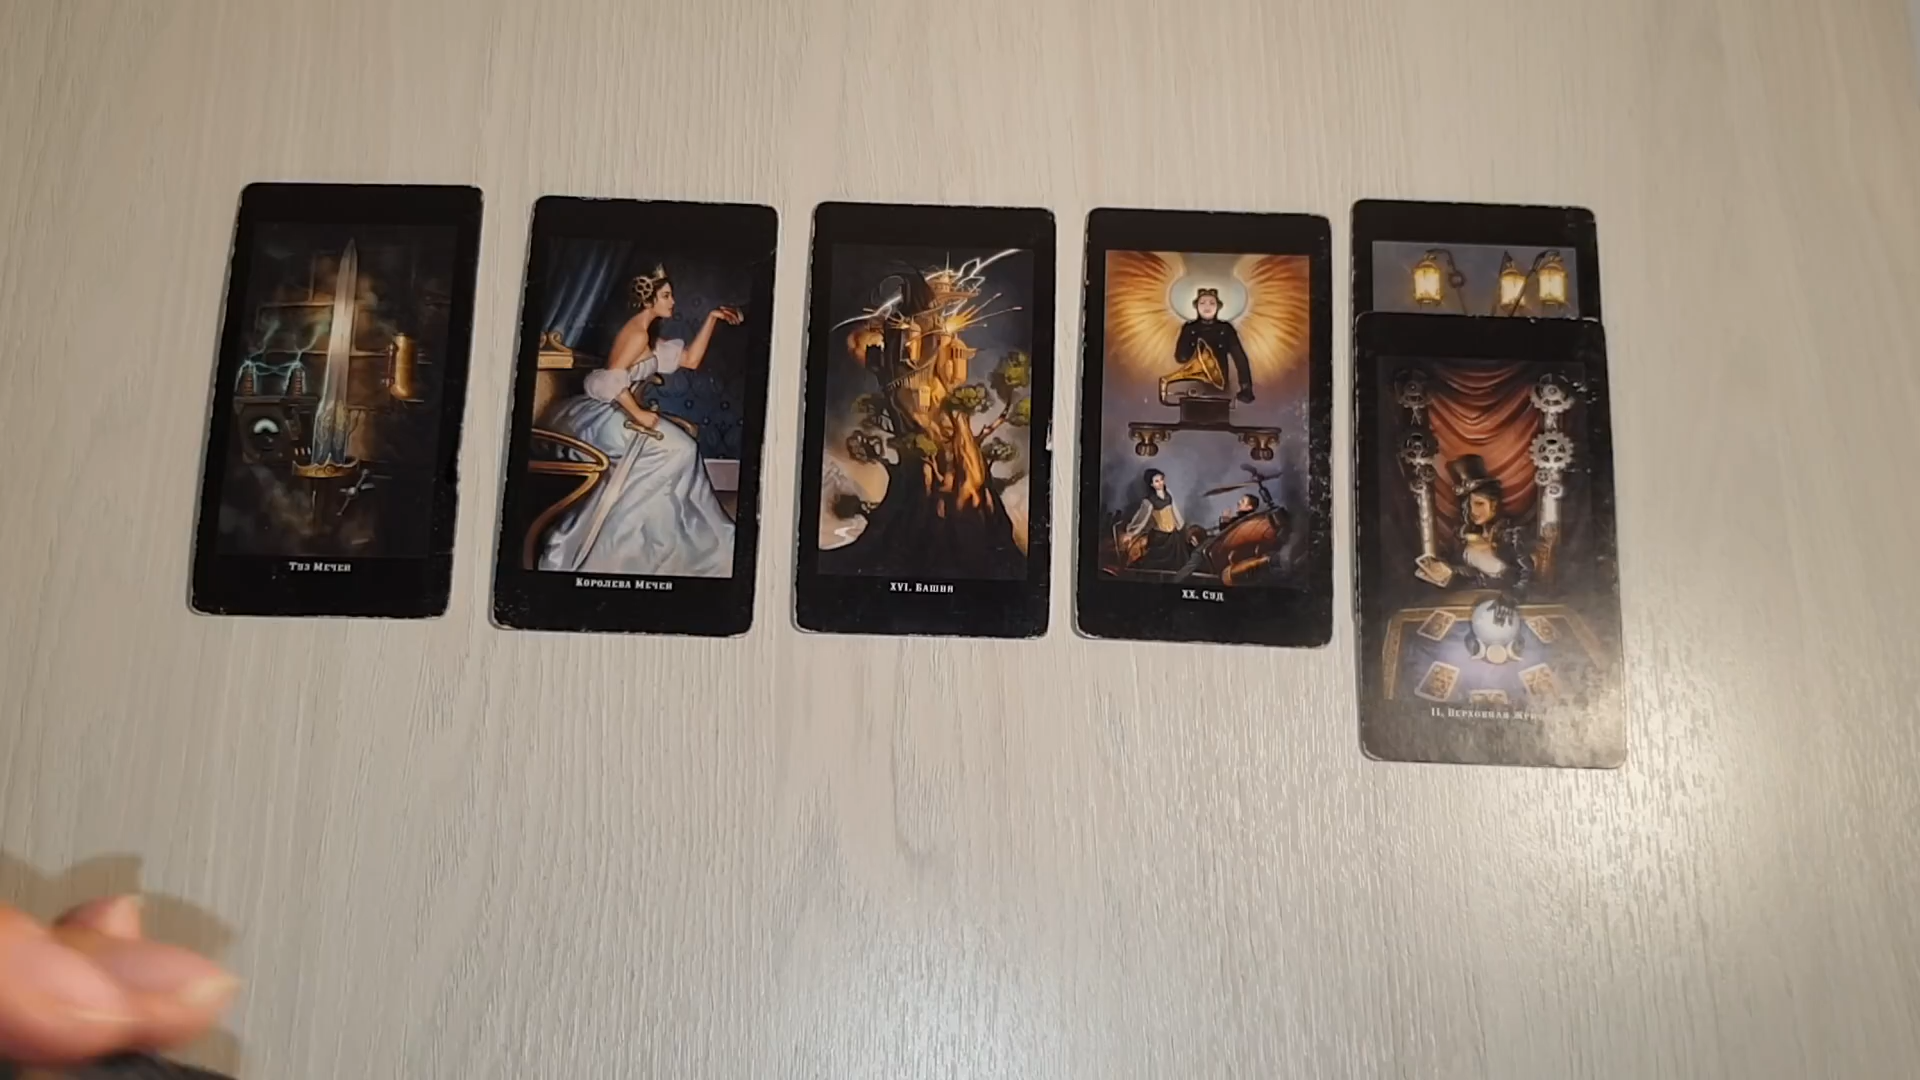 Туз Мечей
Королева Мечей
XVI. Башня
XX. Суд
II. Верховная